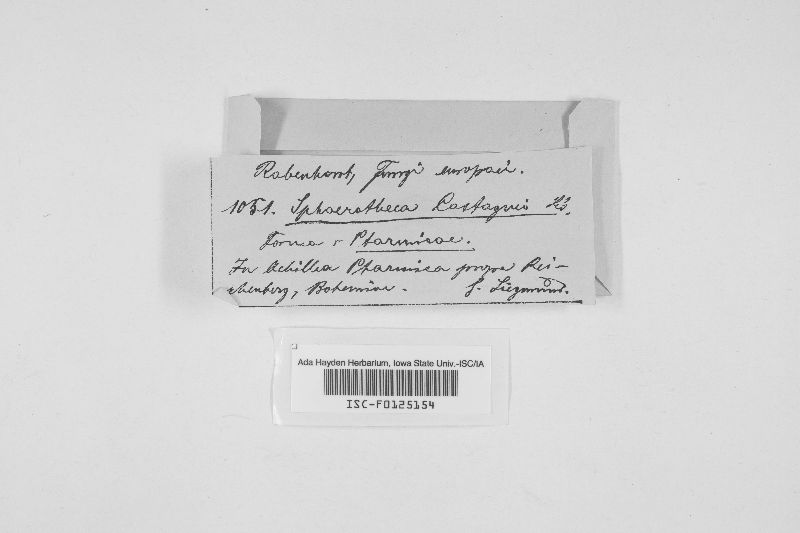 Rabenhorst, Fungi europaei.
1051. Sphaerotheca Castagnei Lév.
Forma Ptarmicae.
In Achillea Ptarmica prope Rei-
chenberg, Bohemiae. Siegmund.
Ada Hayden Herbarium, Iowa State Univ.-ISC/IA
ISC-F0125154